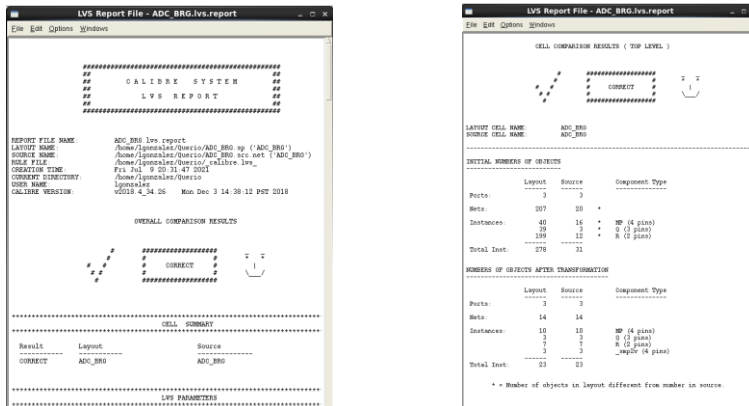 LVS Report File - ADC_BRG.lvs.report
File Edit Options Windows
##################################################
## ##
## C A L I B R E S Y S T E M ##
## ##
## L V S R E P O R T ##
## ##
##################################################
REPORT FILE NAME: ADC_BRG.lvs.report
LAYOUT NAME: /home/lgonzalez/Querio/ADC_BRG.sp ('ADC_BRG')
SOURCE NAME: /home/lgonzalez/Querio/ADC_BRG.src.net ('ADC_BRG')
RULE FILE: /home/lgonzalez/Querio/_calibre.lvs_
CREATION TIME: Fri Jul 9 20:31:47 2021
CURRENT DIRECTORY: /home/lgonzalez/Querio
USER NAME: lgonzalez
CALIBRE VERSION: v2018.4_34.26 Mon Dec 3 14:38:12 PST 2018
OVERALL COMPARISON RESULTS
# ################### _ _
# # # * *
# # # CORRECT # |
# # # # \___/
# ###################
CELL SUMMARY
Result Layout Source
----------- ----------- --------------
CORRECT ADC_BRG ADC_BRG
LVS PARAMETERS
LVS Report File - ADC_BRG.lvs.report
File Edit Options Windows
CELL COMPARISON RESULTS ( TOP LEVEL )
# ################### _ _
# # # * *
# # # CORRECT # |
# # # # \___/
# ###################
LAYOUT CELL NAME: ADC_BRG
SOURCE CELL NAME: ADC_BRG
INITIAL NUMBERS OF OBJECTS
--------------------------
Layout Source Component Type
------ ------ --------------
Ports: 3 3
Nets: 207 20 *
Instances: 40 16 * MP (4 pins)
39 3 * Q (3 pins)
199 12 * R (2 pins)
------ ------
Total Inst: 278 31
NUMBERS OF OBJECTS AFTER TRANSFORMATION
---------------------------------------
Layout Source Component Type
------ ------ --------------
Ports: 3 3
Nets: 14 14
Instances: 10 10 MP (4 pins)
3 3 Q (3 pins)
7 7 R (2 pins)
3 3 _smp2v (4 pins)
------ ------
Total Inst: 23 23
* = Number of objects in layout different from number in source.